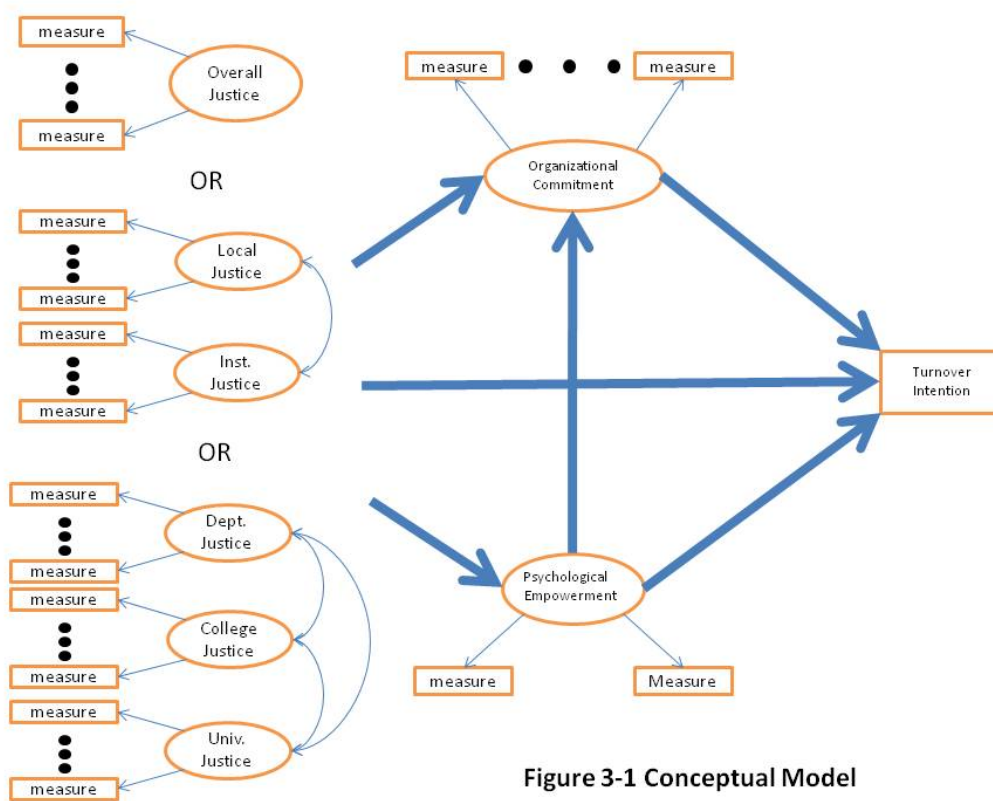 measure
Overall
Justice
measure
OR
measure
Local
Justice
measure
measure
Inst.
Justice
measure
OR
measure
Dept.
Justice
measure
measure
College
Justice
measure
measure
Univ.
Justice
measure
measure
measure
Organizational
Commitment
Turnover
Intention
Psychological
Empowerment
measure
Measure
Figure 3-1 Conceptual Model